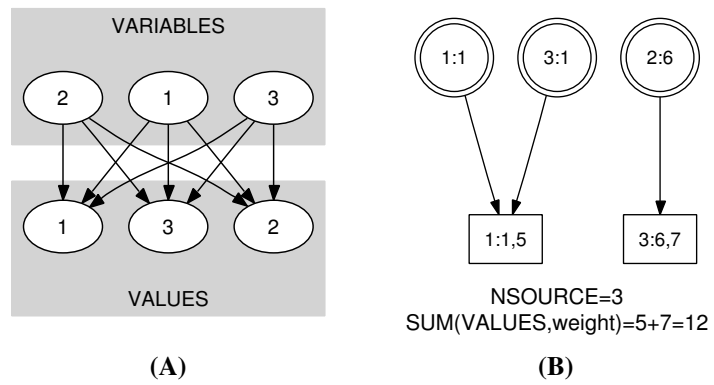 VARIABLES
2 1 3
1 3 2
VALUES
(A)
1:1 3:1 2:6
1:1,5 3:6,7
NSOURCE=3
SUM(VALUES,weight)=5+7=12
(B)